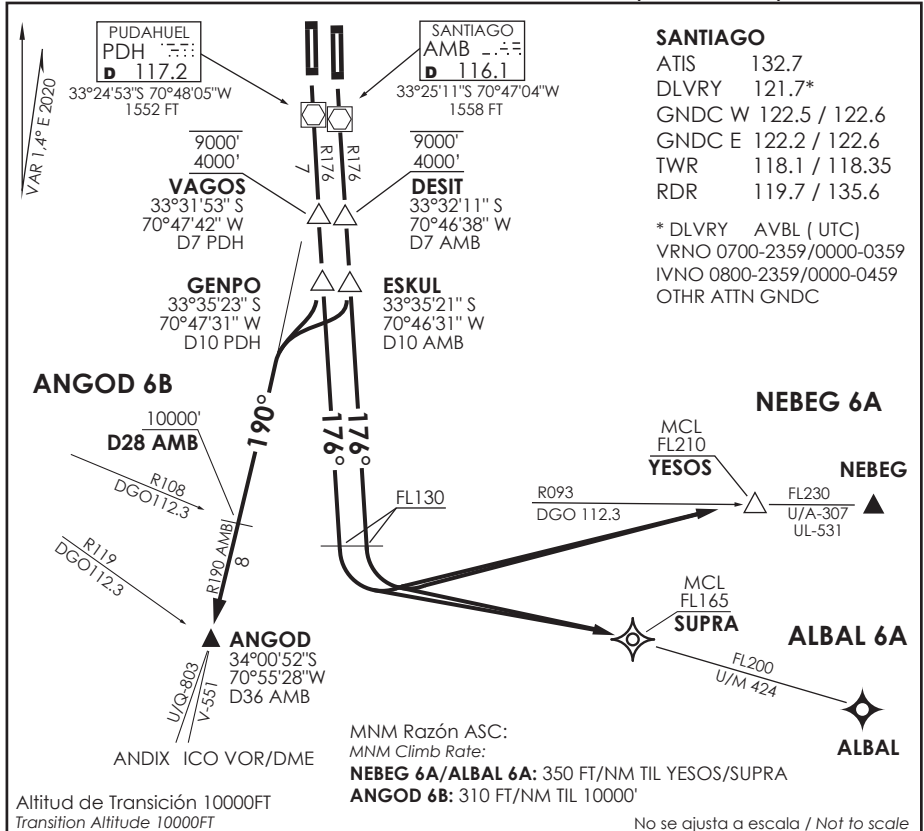 PUDAHUEL
PDH
D 117.2
33°24'53"S 70°48'05"W
1552 FT
SANTIAGO
AMB
D 116.1
33°25'11"S 70°47'04"W
1558 FT
VAR 1,4° E 2020
SANTIAGO
ATIS 132.7
DLVRY 121.7*
GNDC W 122.5 / 122.6
GNDC E 122.2 / 122.6
TWR 118.1 / 118.35
RDR 119.7 / 135.6
* DLVRY AVBL ( UTC)
VRNO 0700-2359/0000-0359
IVNO 0800-2359/0000-0459
OTHR ATTN GNDC
R176
7
R176
9000'
4000'
VAGOS
33°31'53" S
70°47'42" W
D7 PDH
9000'
4000'
DESIT
33°32'11" S
70°46'38" W
D7 AMB
GENPO
33°35'23" S
70°47'31" W
D10 PDH
ESKUL
33°35'21" S
70°46'31" W
D10 AMB
ANGOD 6B
10000'
D28 AMB
190°
176°
176°
R108
DGO112.3
R119
DGO112.3
R190 AMB
8
FL130
NEBEG 6A
MCL
FL210
YESOS
NEBEG
R093
DGO 112.3
FL230
U/A-307
UL-531
MCL
FL165
SUPRA
ALBAL 6A
FL200
U/M 424
ALBAL
ANGOD
34°00'52"S
70°55'28"W
D36 AMB
U/Q-803
V-551
ANDIX ICO VOR/DME
MNM Razón ASC:
MNM Climb Rate:
NEBEG 6A/ALBAL 6A: 350 FT/NM TIL YESOS/SUPRA
ANGOD 6B: 310 FT/NM TIL 10000'
Altitud de Transición 10000FT
Transition Altitude 10000FT
No se ajusta a escala / Not to scale